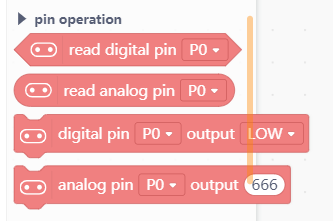 pin operation
read digital pin P0
read analog pin P0
digital pin P0 output LOW
analog pin P0 output 666